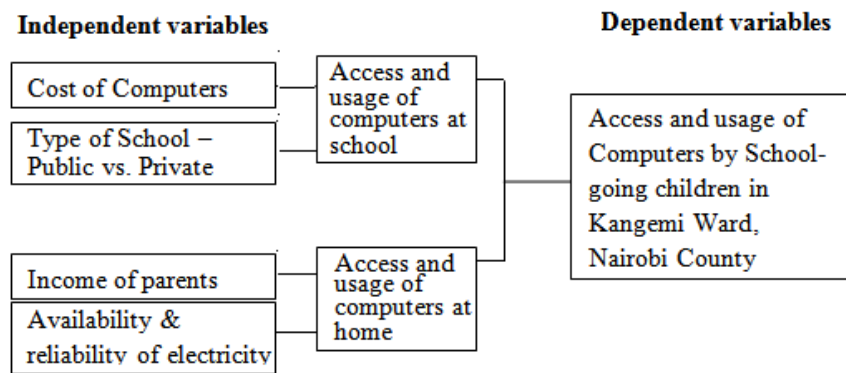 Independent variables
Dependent variables
Cost of Computers
Type of School –
Public vs. Private
Access and
usage of
computers at
school
Income of parents
Availability &
reliability of electricity
Access and
usage of
computers at
home
Access and usage of
Computers by School-
going children in
Kangemi Ward,
Nairobi County